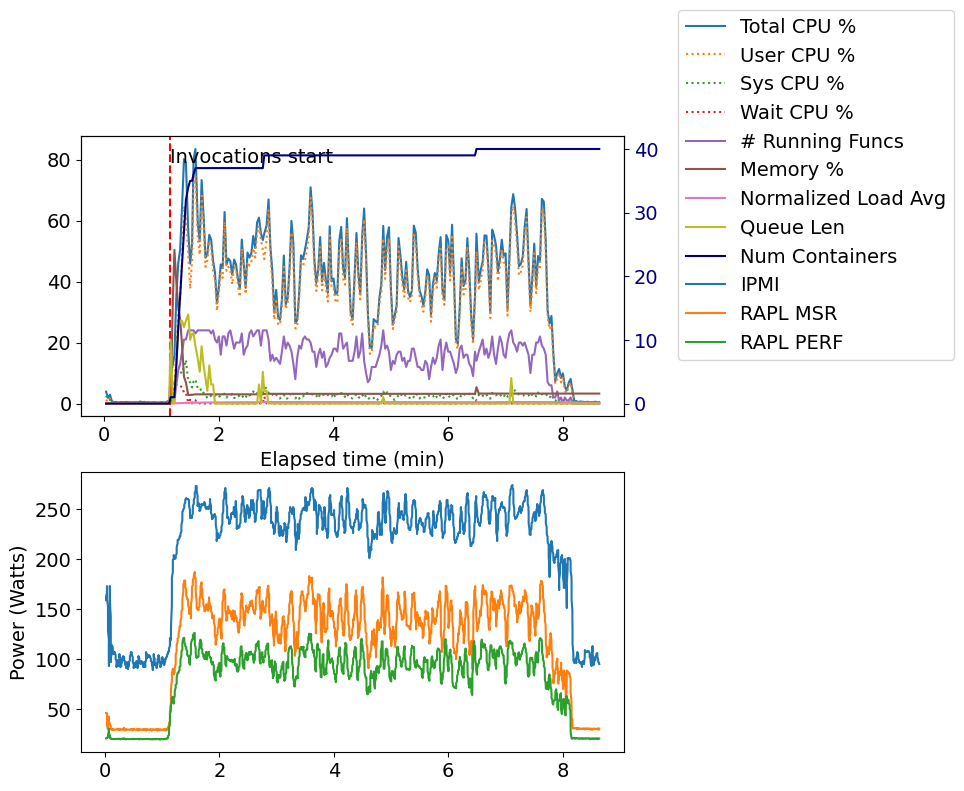 Total CPU %
User CPU %
Sys CPU %
Wait CPU %
# Running Funcs
Memory %
Normalized Load Avg
Queue Len
Num Containers
IPMI
RAPL MSR
RAPL PERF
Invocations start
80
60
40
20
0
40
30
20
10
0
0 2 4 6 8
Elapsed time (min)
Power (Watts)
250
200
150
100
50
0 2 4 6 8